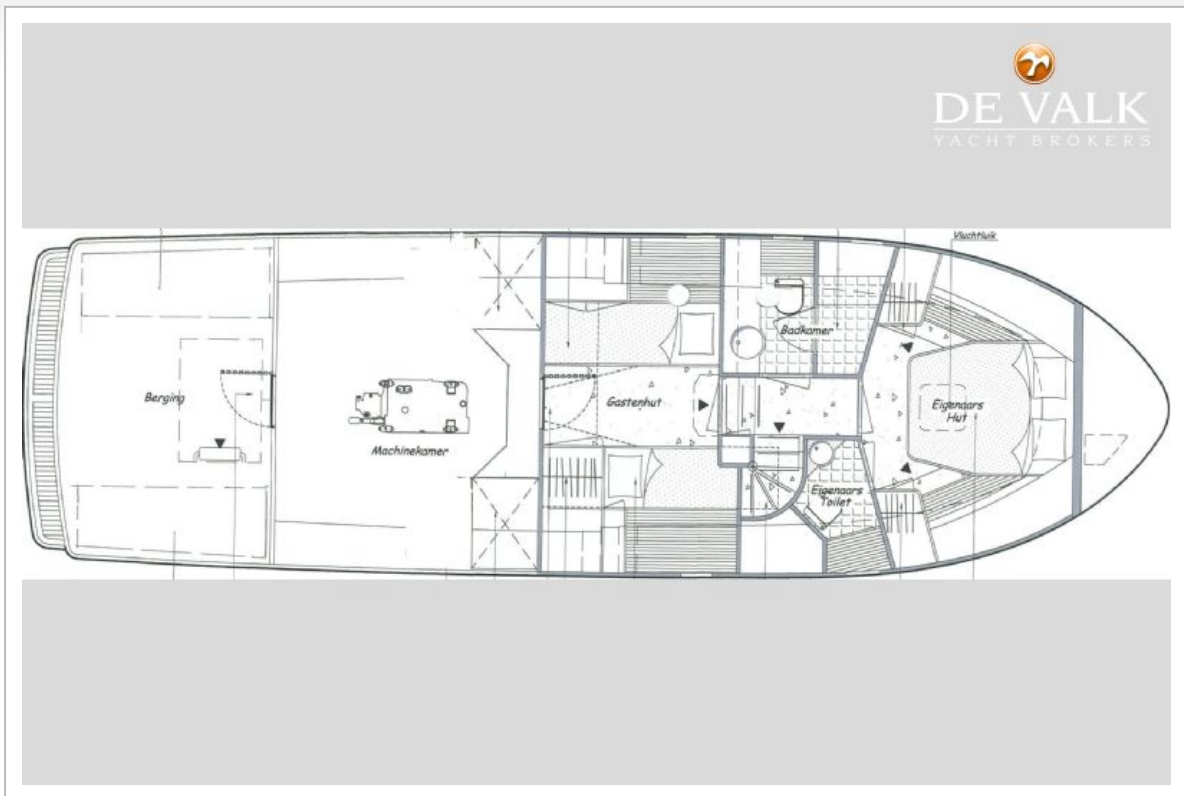 DE VALK
YACHT BROKERS
Vluchtluik
Badkamer
Berging
Gastenhut
Eigenaars
Hut
Machinekamer
Eigenaars
Toilet